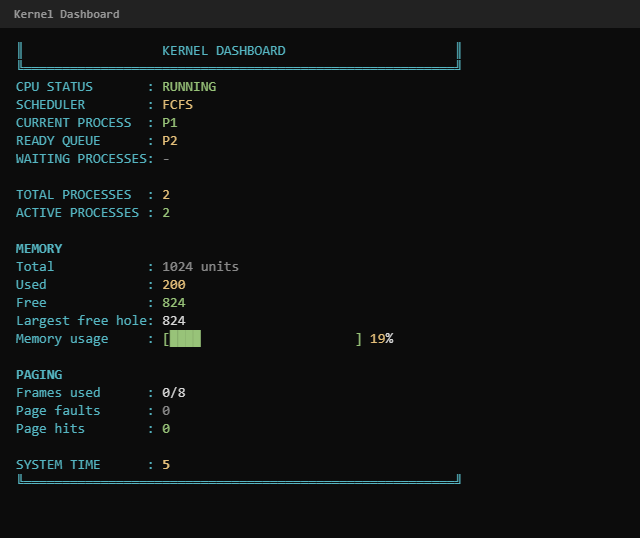 Kernel Dashboard
║                  KERNEL DASHBOARD                      ║
╚════════════════════════════════════════════════════════╝
CPU STATUS       : RUNNING
SCHEDULER        : FCFS
CURRENT PROCESS  : P1
READY QUEUE      : P2
WAITING PROCESSES: -
TOTAL PROCESSES  : 2
ACTIVE PROCESSES : 2
MEMORY
Total            : 1024 units
Used             : 200
Free             : 824
Largest free hole: 824
Memory usage     : [████                    ] 19%
PAGING
Frames used      : 0/8
Page faults      : 0
Page hits        : 0
SYSTEM TIME      : 5
╚════════════════════════════════════════════════════════╝